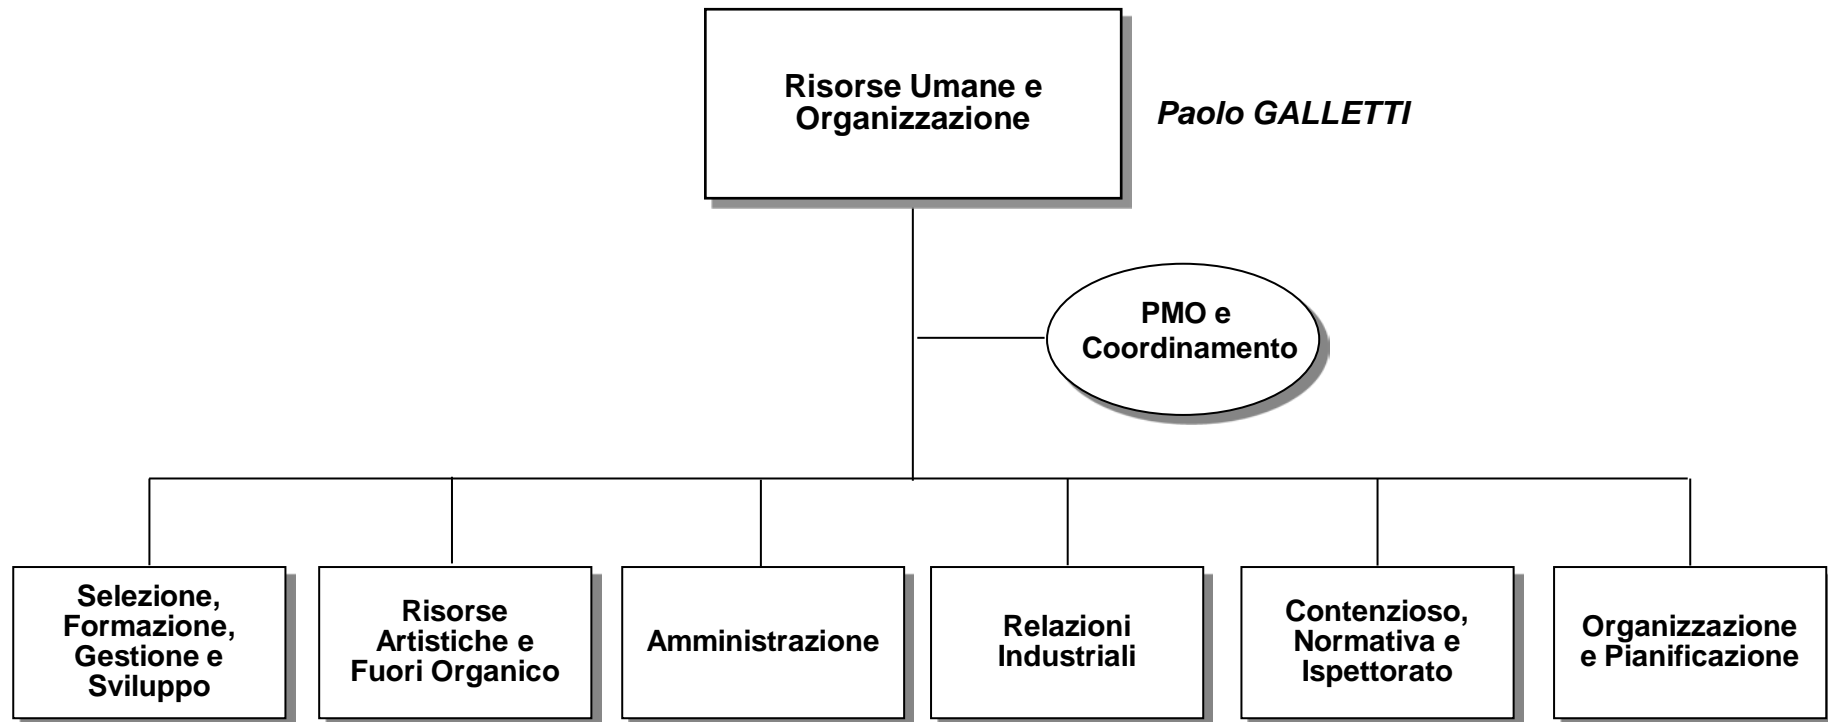 Risorse Umane e
Organizzazione
Paolo GALLETTI
PMO e
Coordinamento
Selezione,
Formazione,
Gestione e
Sviluppo
Risorse
Artistiche e
Fuori Organico
Amministrazione
Relazioni
Industriali
Contenzioso,
Normativa e
Ispettorato
Organizzazione
e Pianificazione